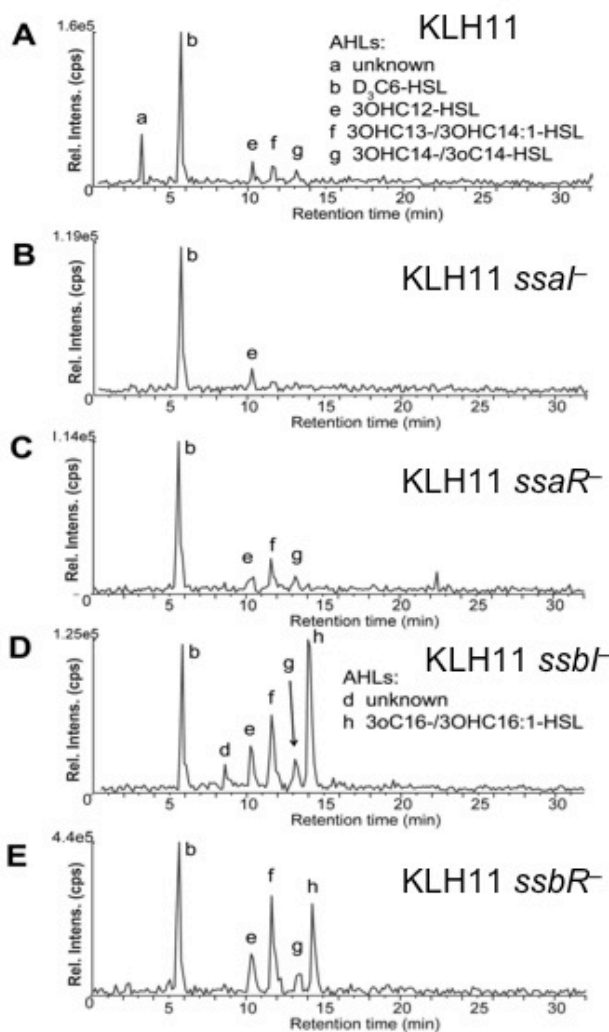 A
KLH11
1.6e5
Rel. Intens. (cps)
0
AHLs:
a unknown
b D₃C6-HSL
e 3OHC12-HSL
f 3OHC13-/3OHC14:1-HSL
g 3OHC14-/3oC14-HSL
b
a
e
f
g
5 10 15 20 25 30
Retention time (min)
B
KLH11 ssaI–
1.19e5
Rel. Intens. (cps)
0
b
e
5 10 15 20 25 30
Retention time (min)
C
KLH11 ssaR–
1.14e5
Rel. Intens. (cps)
b
e
f
g
5 10 15 20 25 30
Retention time (min)
D
KLH11 ssbI–
1.25e5
Rel. Intens. (cps)
0
AHLs:
d unknown
h 3oC16-/3OHC16:1-HSL
b
d
e
f
g
h
5 10 15 20 25 30
Retention time (min)
E
KLH11 ssbR–
4.4e5
Rel. Intens. (cps)
0
b
e
f
g
h
5 10 15 20 25 30
Retention time (min)